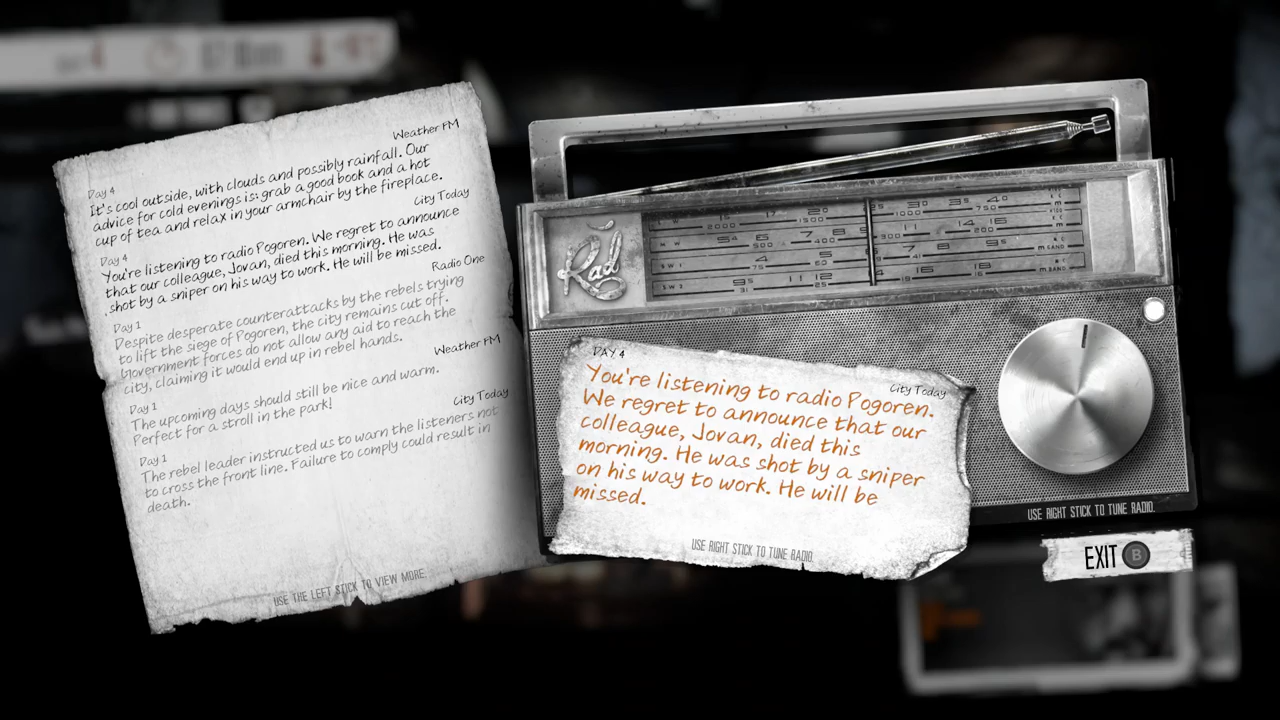 Weather FM
Day 4
It's cool outside, with clouds and possibly rainfall. Our
advice for cold evenings is: grab a good book and a hot
cup of tea and relax in your armchair by the fireplace.
City Today
Day 4
You're listening to radio Pogoren. We regret to announce
that our colleague, Jovan, died this morning. He was
shot by a sniper on his way to work. He will be missed.
Radio One
Day 1
Despite desperate counterattacks by the rebels trying
to lift the siege of Pogoren, the city remains cut off.
Government forces do not allow any aid to reach the
city, claiming it would end up in rebel hands.
Weather FM
Day 1
The upcoming days should still be nice and warm.
Perfect for a stroll in the park!
City Today
Day 1
The rebel leader instructed us to warn the listeners not
to cross the front line. Failure to comply could result in
death.
USE THE LEFT STICK TO VIEW MORE.
Rad
DAY 4
City Today
You're listening to radio Pogoren.
We regret to announce that our
colleague, Jovan, died this
morning. He was shot by a sniper
on his way to work. He will be
missed.
USE RIGHT STICK TO TUNE RADIO.
USE RIGHT STICK TO TUNE RADIO.
EXIT B